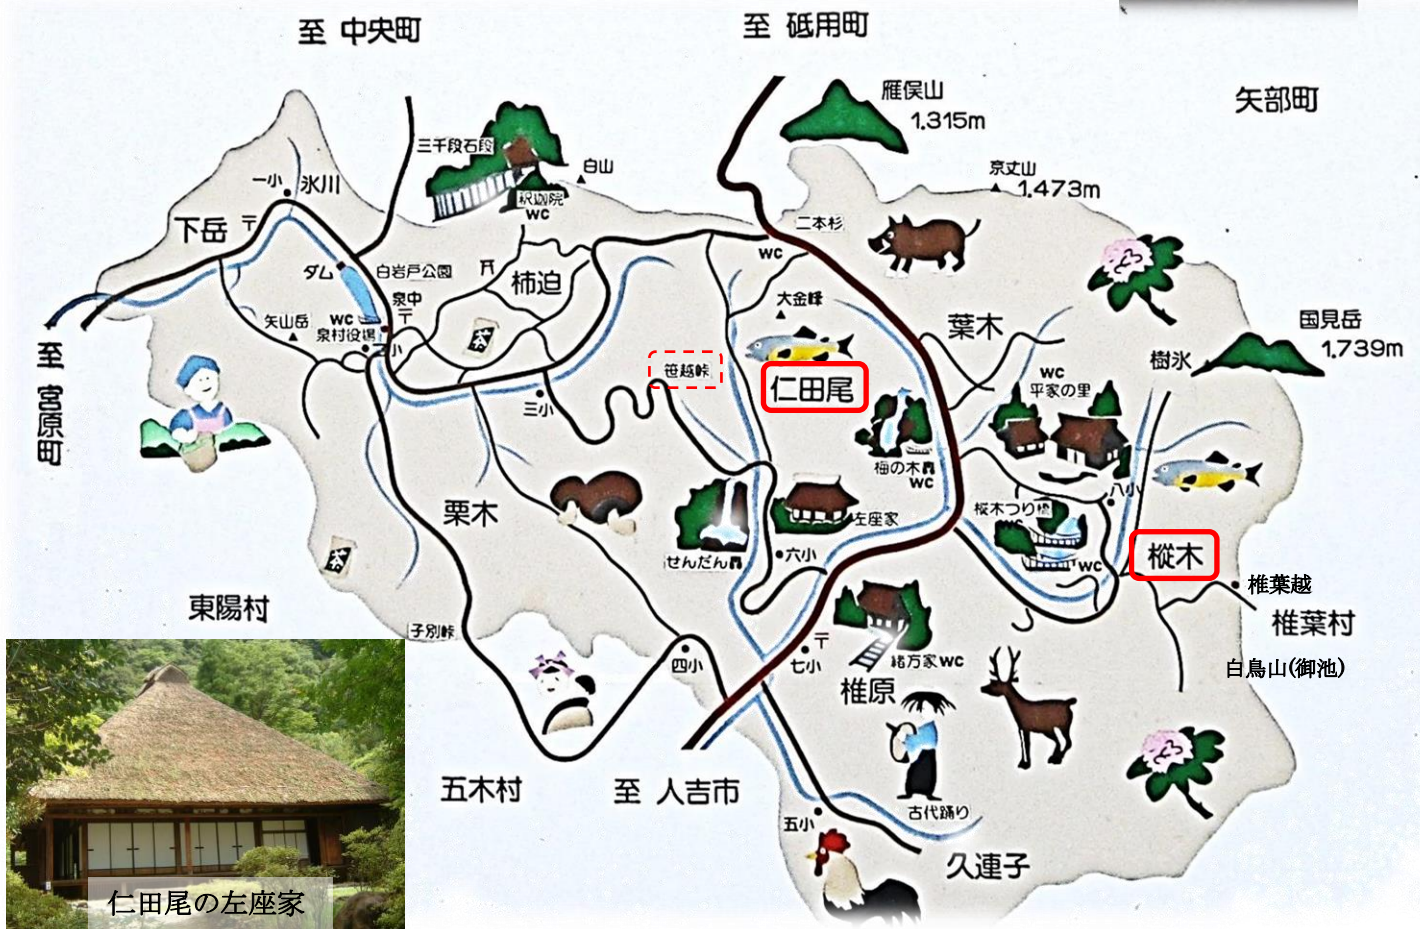 至 中央町
至 砥用町
雁俣山
1.315m
矢部町
三千段石段
白山
京丈山
1.473m
釈迦院
WC
一小
氷川
下岳
〒
二本杉
WC
ダム
白岩戸公園
柿迫
泉中
〒
大金峰
葉木
国見岳
1.739m
矢山岳
WC
泉村役場
二小
茶
樹氷
至 宮原町
笹越峠
仁田尾
WC
平家の里
三小
梅の木轟
WC
八小
栗木
樅木つり橋
WC
左座家
せんだん轟
六小
茶
樅木
WC
椎葉越
東陽村
椎葉村
子別峠
〒
四小
七小
緒方家 WC
白鳥山(御池)
椎原
五木村
至 人吉市
古代踊り
五小
久連子
仁田尾の左座家